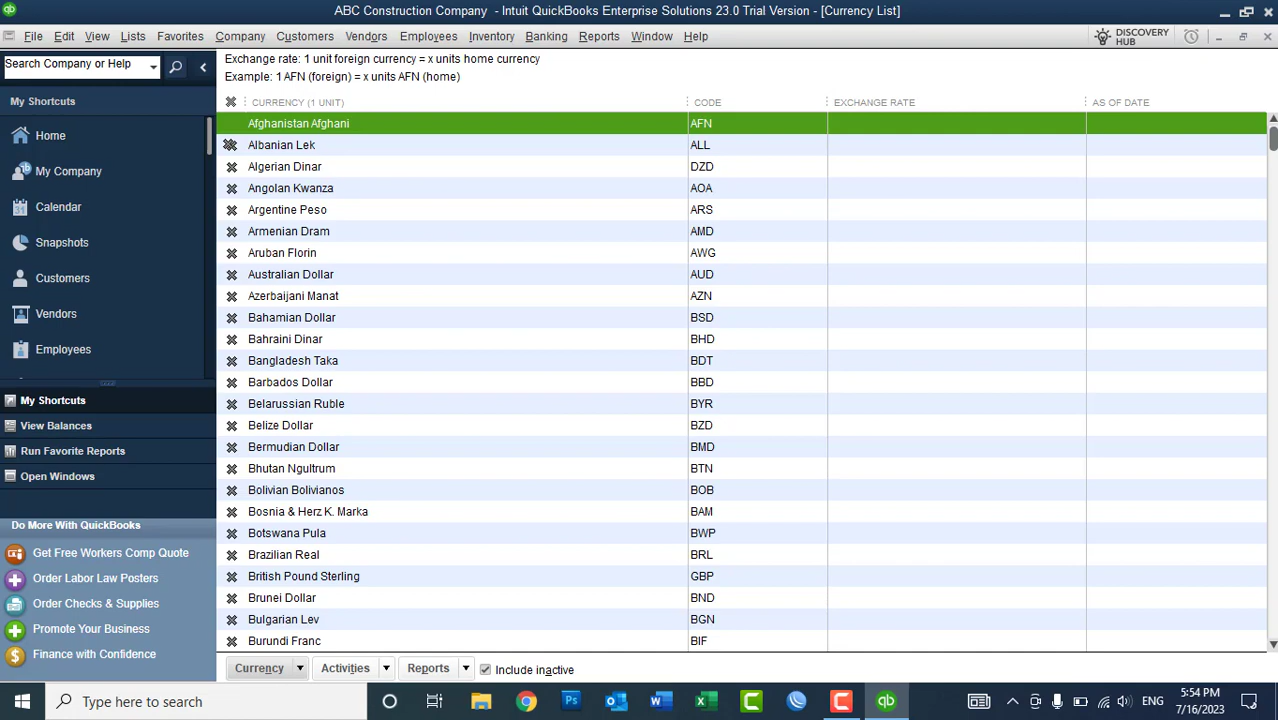 ABC Construction Company - Intuit QuickBooks Enterprise Solutions 23.0 Trial Version - [Currency List]
File Edit View Lists Favorites Company Customers Vendors Employees Inventory Banking Reports Window Help DISCOVERY HUB
Search Company or Help
Exchange rate: 1 unit foreign currency = x units home currency
Example: 1 AFN (foreign) = x units AFN (home)
My Shortcuts
Home
My Company
Calendar
Snapshots
Customers
Vendors
Employees
My Shortcuts
View Balances
Run Favorite Reports
Open Windows
Do More With QuickBooks
Get Free Workers Comp Quote
Order Labor Law Posters
Order Checks & Supplies
Promote Your Business
Finance with Confidence
CURRENCY (1 UNIT) CODE EXCHANGE RATE AS OF DATE
Afghanistan Afghani AFN
Albanian Lek ALL
Algerian Dinar DZD
Angolan Kwanza AOA
Argentine Peso ARS
Armenian Dram AMD
Aruban Florin AWG
Australian Dollar AUD
Azerbaijani Manat AZN
Bahamian Dollar BSD
Bahraini Dinar BHD
Bangladesh Taka BDT
Barbados Dollar BBD
Belarussian Ruble BYR
Belize Dollar BZD
Bermudian Dollar BMD
Bhutan Ngultrum BTN
Bolivian Bolivianos BOB
Bosnia & Herz K. Marka BAM
Botswana Pula BWP
Brazilian Real BRL
British Pound Sterling GBP
Brunei Dollar BND
Bulgarian Lev BGN
Burundi Franc BIF
Currency Activities Reports Include inactive
Type here to search
ENG
5:54 PM
7/16/2023